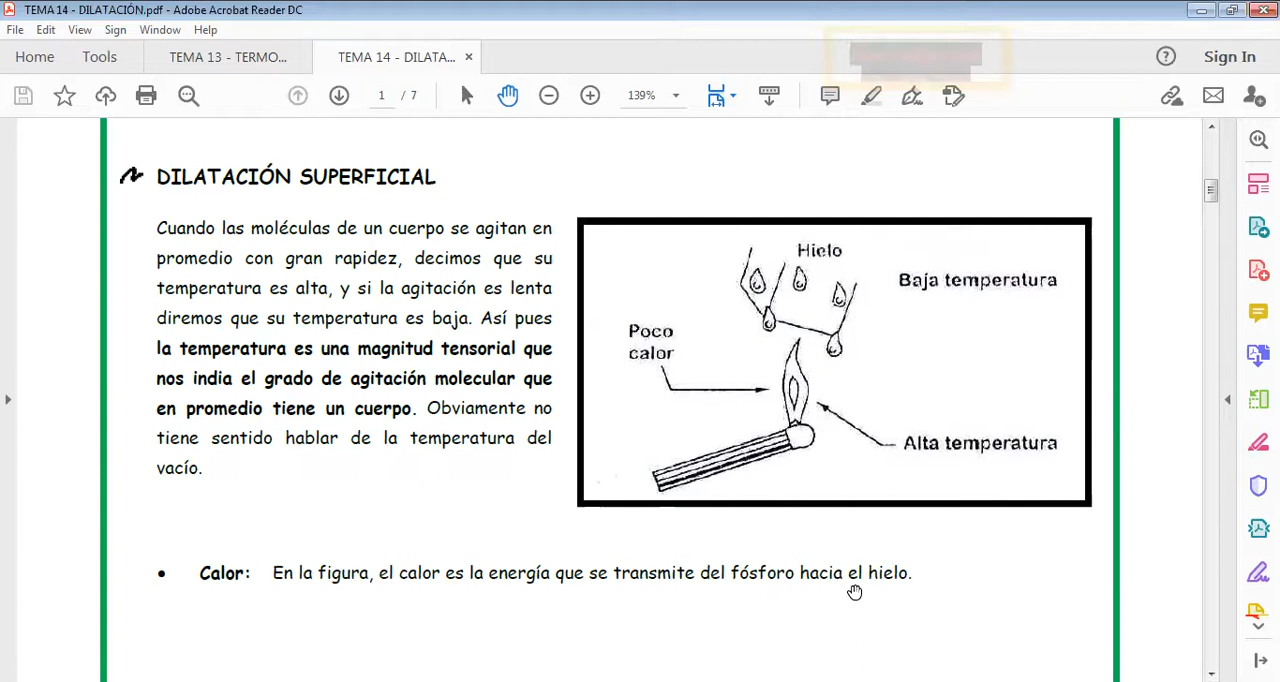 TEMA 14 - DILATACIÓN.pdf - Adobe Acrobat Reader DC
File Edit View Sign Window Help
Home Tools TEMA 13 - TERMO... TEMA 14 - DILATA... × Sign In
1 / 7 139%
DILATACIÓN SUPERFICIAL
Cuando las moléculas de un cuerpo se agitan en
promedio con gran rapidez, decimos que su
temperatura es alta, y si la agitación es lenta
diremos que su temperatura es baja. Así pues
la temperatura es una magnitud tensorial que
nos india el grado de agitación molecular que
en promedio tiene un cuerpo. Obviamente no
tiene sentido hablar de la temperatura del
vacío.
Hielo
Baja temperatura
Poco
calor
Alta temperatura
• Calor: En la figura, el calor es la energía que se transmite del fósforo hacia el hielo.